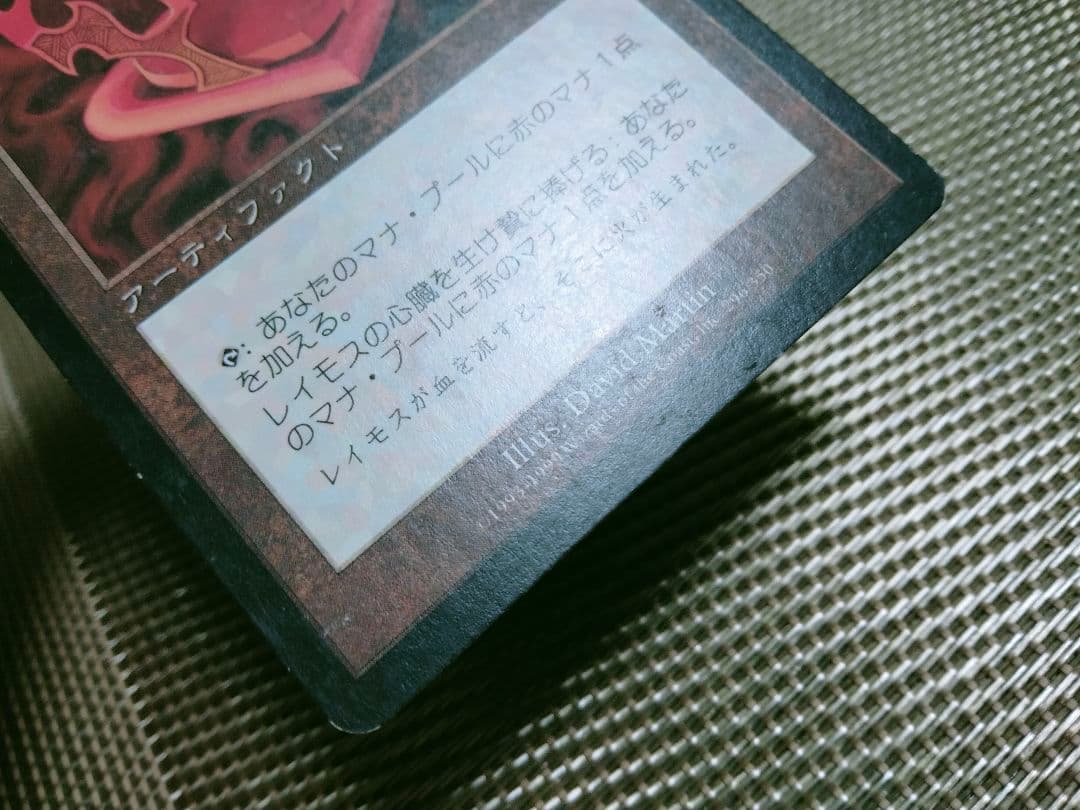 アーティファクト
: あなたのマナ・プールに赤のマナ1点
を加える。
レイモスの心臓を生け贄に捧げる: あなた
のマナ・プールに赤のマナ1点を加える。
レイモスが血を流すと、そこに火が生まれた。
Illus. David Martin